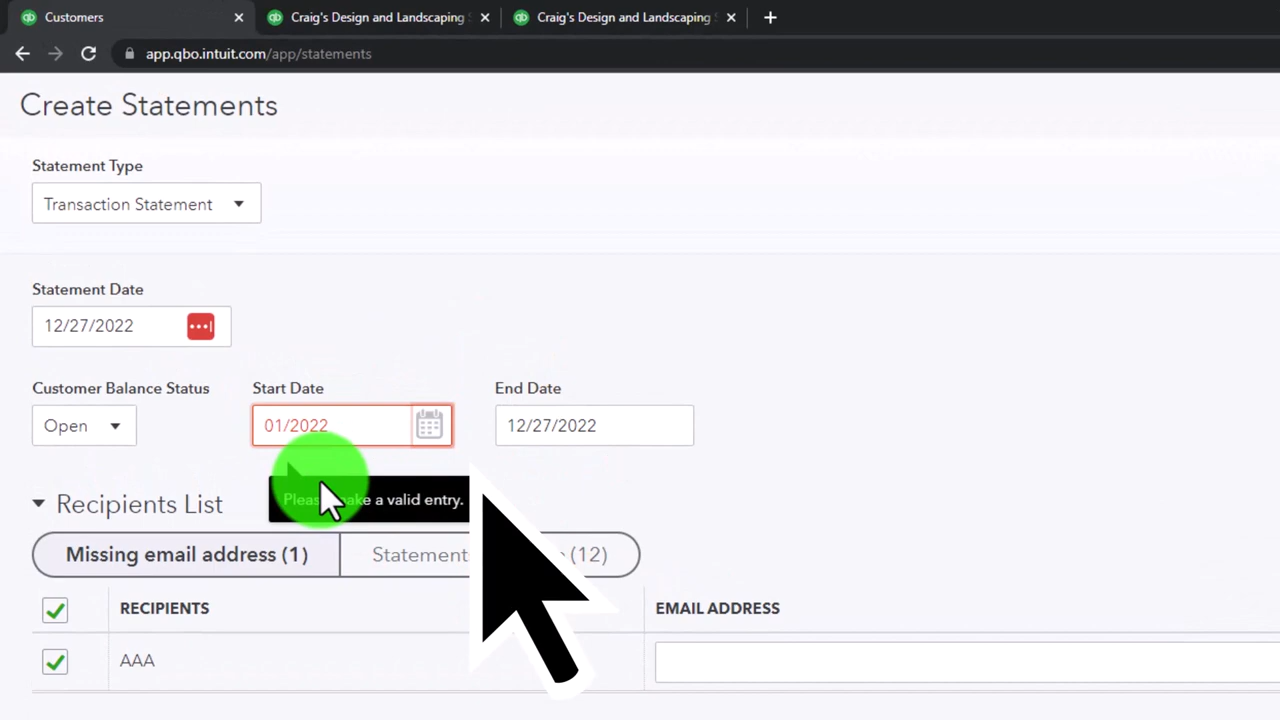 Customers
Craig's Design and Landscaping
Craig's Design and Landscaping
app.qbo.intuit.com/app/statements
Create Statements
Statement Type
Transaction Statement
Statement Date
12/27/2022
Customer Balance Status Start Date End Date
Open 01/2022 12/27/2022
Please make a valid entry.
Recipients List
Missing email address (1) Statement (12)
RECIPIENTS EMAIL ADDRESS
AAA